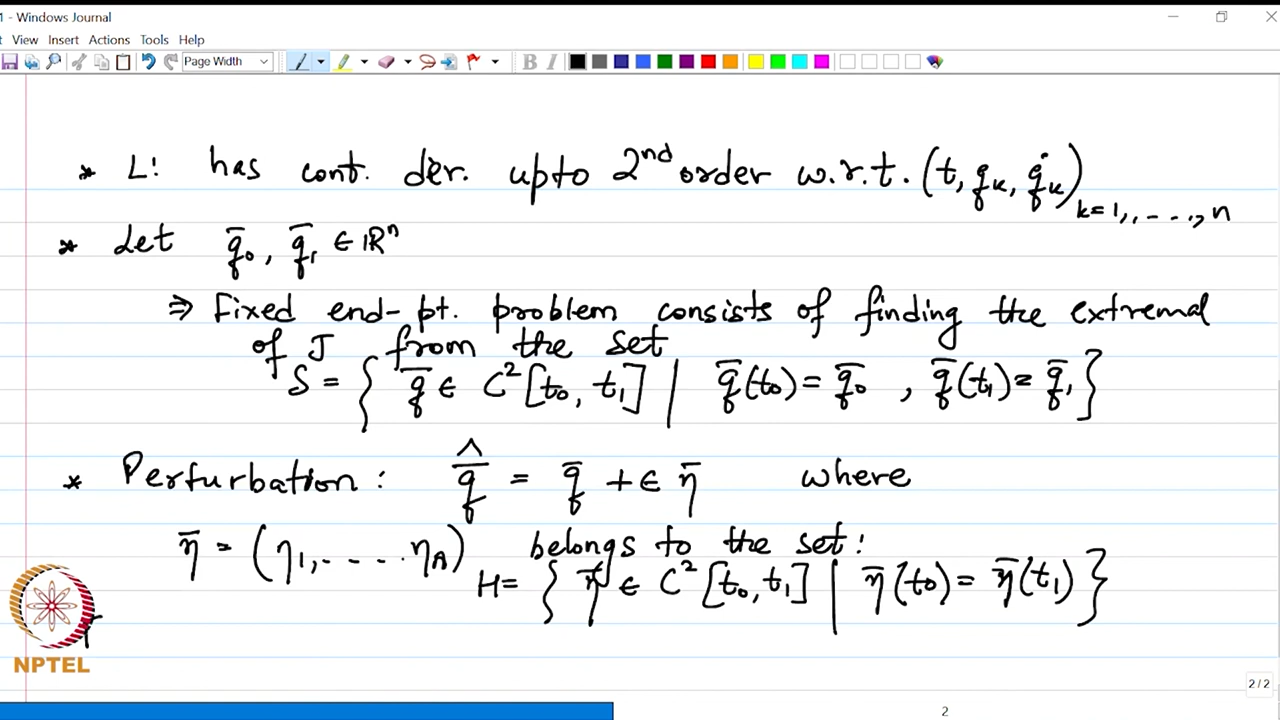 1 - Windows Journal
View Insert Actions Tools Help
Page Width
* L: has cont. der. upto 2nd order w.r.t. (t, qₖ, q̇ₖ) k=1,,.....,n
* Let q̄₀, q̄₁ ∈ ℝⁿ
⇒ Fixed end-pt. problem consists of finding the extremal
of J from the set
S = { q̄ ∈ C²[t₀, t₁] | q̄(t₀) = q̄₀ , q̄(t₁) = q̄₁ }
* Perturbation : q̄̂ = q̄ + ∈ η̄ where
η̄ = (η₁,.....ηₙ) belongs to the set:
H = { η̄ ∈ C²[t₀, t₁] | η̄(t₀) = η̄(t₁) }
NPTEL
2 / 2
2